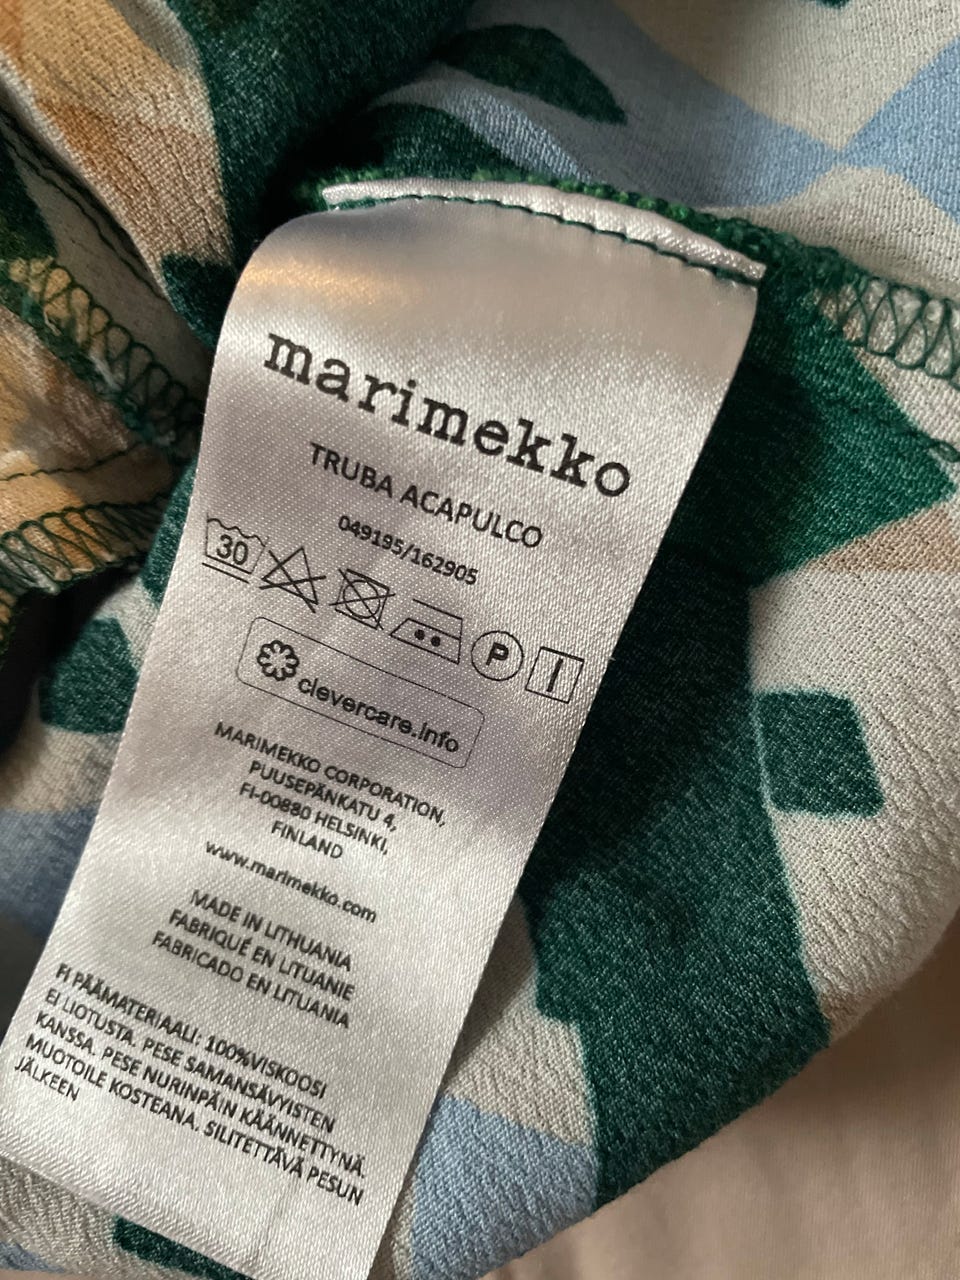 marimekko
TRUBA ACAPULCO
049195/162905
30
P
clevercare.info
MARIMEKKO CORPORATION,
PUUSEPÄNKATU 4,
FI-00880 HELSINKI,
FINLAND
www.marimekko.com
MADE IN LITHUANIA
FABRIQUÉ EN LITUANIE
FABRICADO EN LITUANIA
FI PÄÄMATERIAALI: 100%VISKOOSI
EI LIOTUSTA. PESE SAMANSÄVYISTEN
KANSSA. PESE NURINPÄIN KÄÄNNETTYNÄ.
MUOTOILE KOSTEANA. SILITETTÄVÄ PESUN
JÄLKEEN